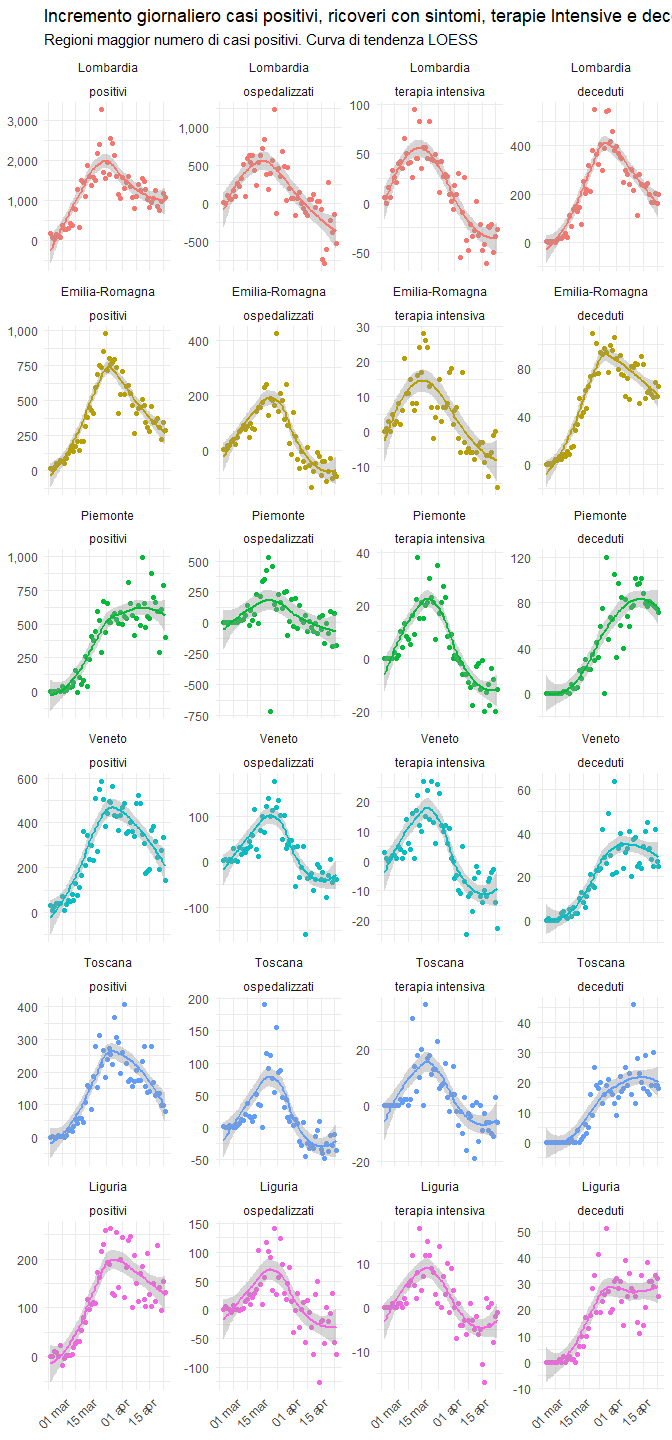 Incremento giornaliero casi positivi, ricoveri con sintomi, terapie Intensive e dec
Regioni maggior numero di casi positivi. Curva di tendenza LOESS
Lombardia Lombardia Lombardia Lombardia
positivi ospedalizzati terapia intensiva deceduti
3,000 2,000 1,000 0
1,000 500 0 -500
100 50 0 -50
400 200 0
Emilia-Romagna Emilia-Romagna Emilia-Romagna Emilia-Romagna
positivi ospedalizzati terapia intensiva deceduti
1,000 750 500 250 0
400 200 0
30 20 10 0 -10
80 40 0
Piemonte Piemonte Piemonte Piemonte
positivi ospedalizzati terapia intensiva deceduti
1,000 750 500 250 0
500 250 0 -250 -500 -750
40 20 0 -20
120 80 40 0
Veneto Veneto Veneto Veneto
positivi ospedalizzati terapia intensiva deceduti
600 400 200 0
100 0 -100
20 10 0 -10 -20
60 40 20 0
Toscana Toscana Toscana Toscana
positivi ospedalizzati terapia intensiva deceduti
400 300 200 100 0
200 150 100 50 0 -50
20 0 -20
40 30 20 10 0
Liguria Liguria Liguria Liguria
positivi ospedalizzati terapia intensiva deceduti
200 100 0
150 100 50 0 -50 -100
10 0 -10
50 40 30 20 10 0 -10
01 mar 15 mar 01 apr 15 apr
01 mar 15 mar 01 apr 15 apr
01 mar 15 mar 01 apr 15 apr
01 mar 15 mar 01 apr 15 apr